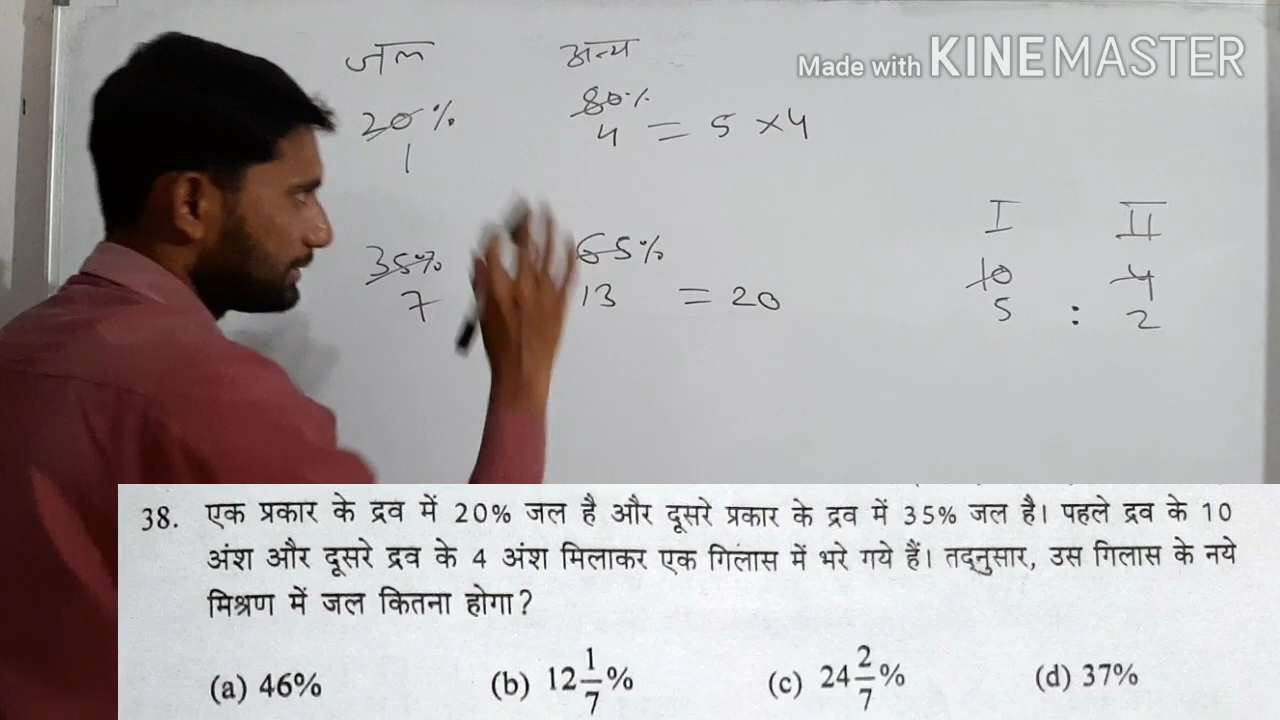 Made with KINEMASTER
जल अन्य
20% 80%
1 4 = 5 × 4
I II
35% 65%
10 4
7 13 = 20
5 : 2
38. एक प्रकार के द्रव में 20% जल है और दूसरे प्रकार के द्रव में 35% जल है। पहले द्रव के 10
अंश और दूसरे द्रव के 4 अंश मिलाकर एक गिलास में भरे गये हैं। तद्नुसार, उस गिलास के नये
मिश्रण में जल कितना होगा?
(a) 46% (b) 12 1/7% (c) 24 2/7% (d) 37%